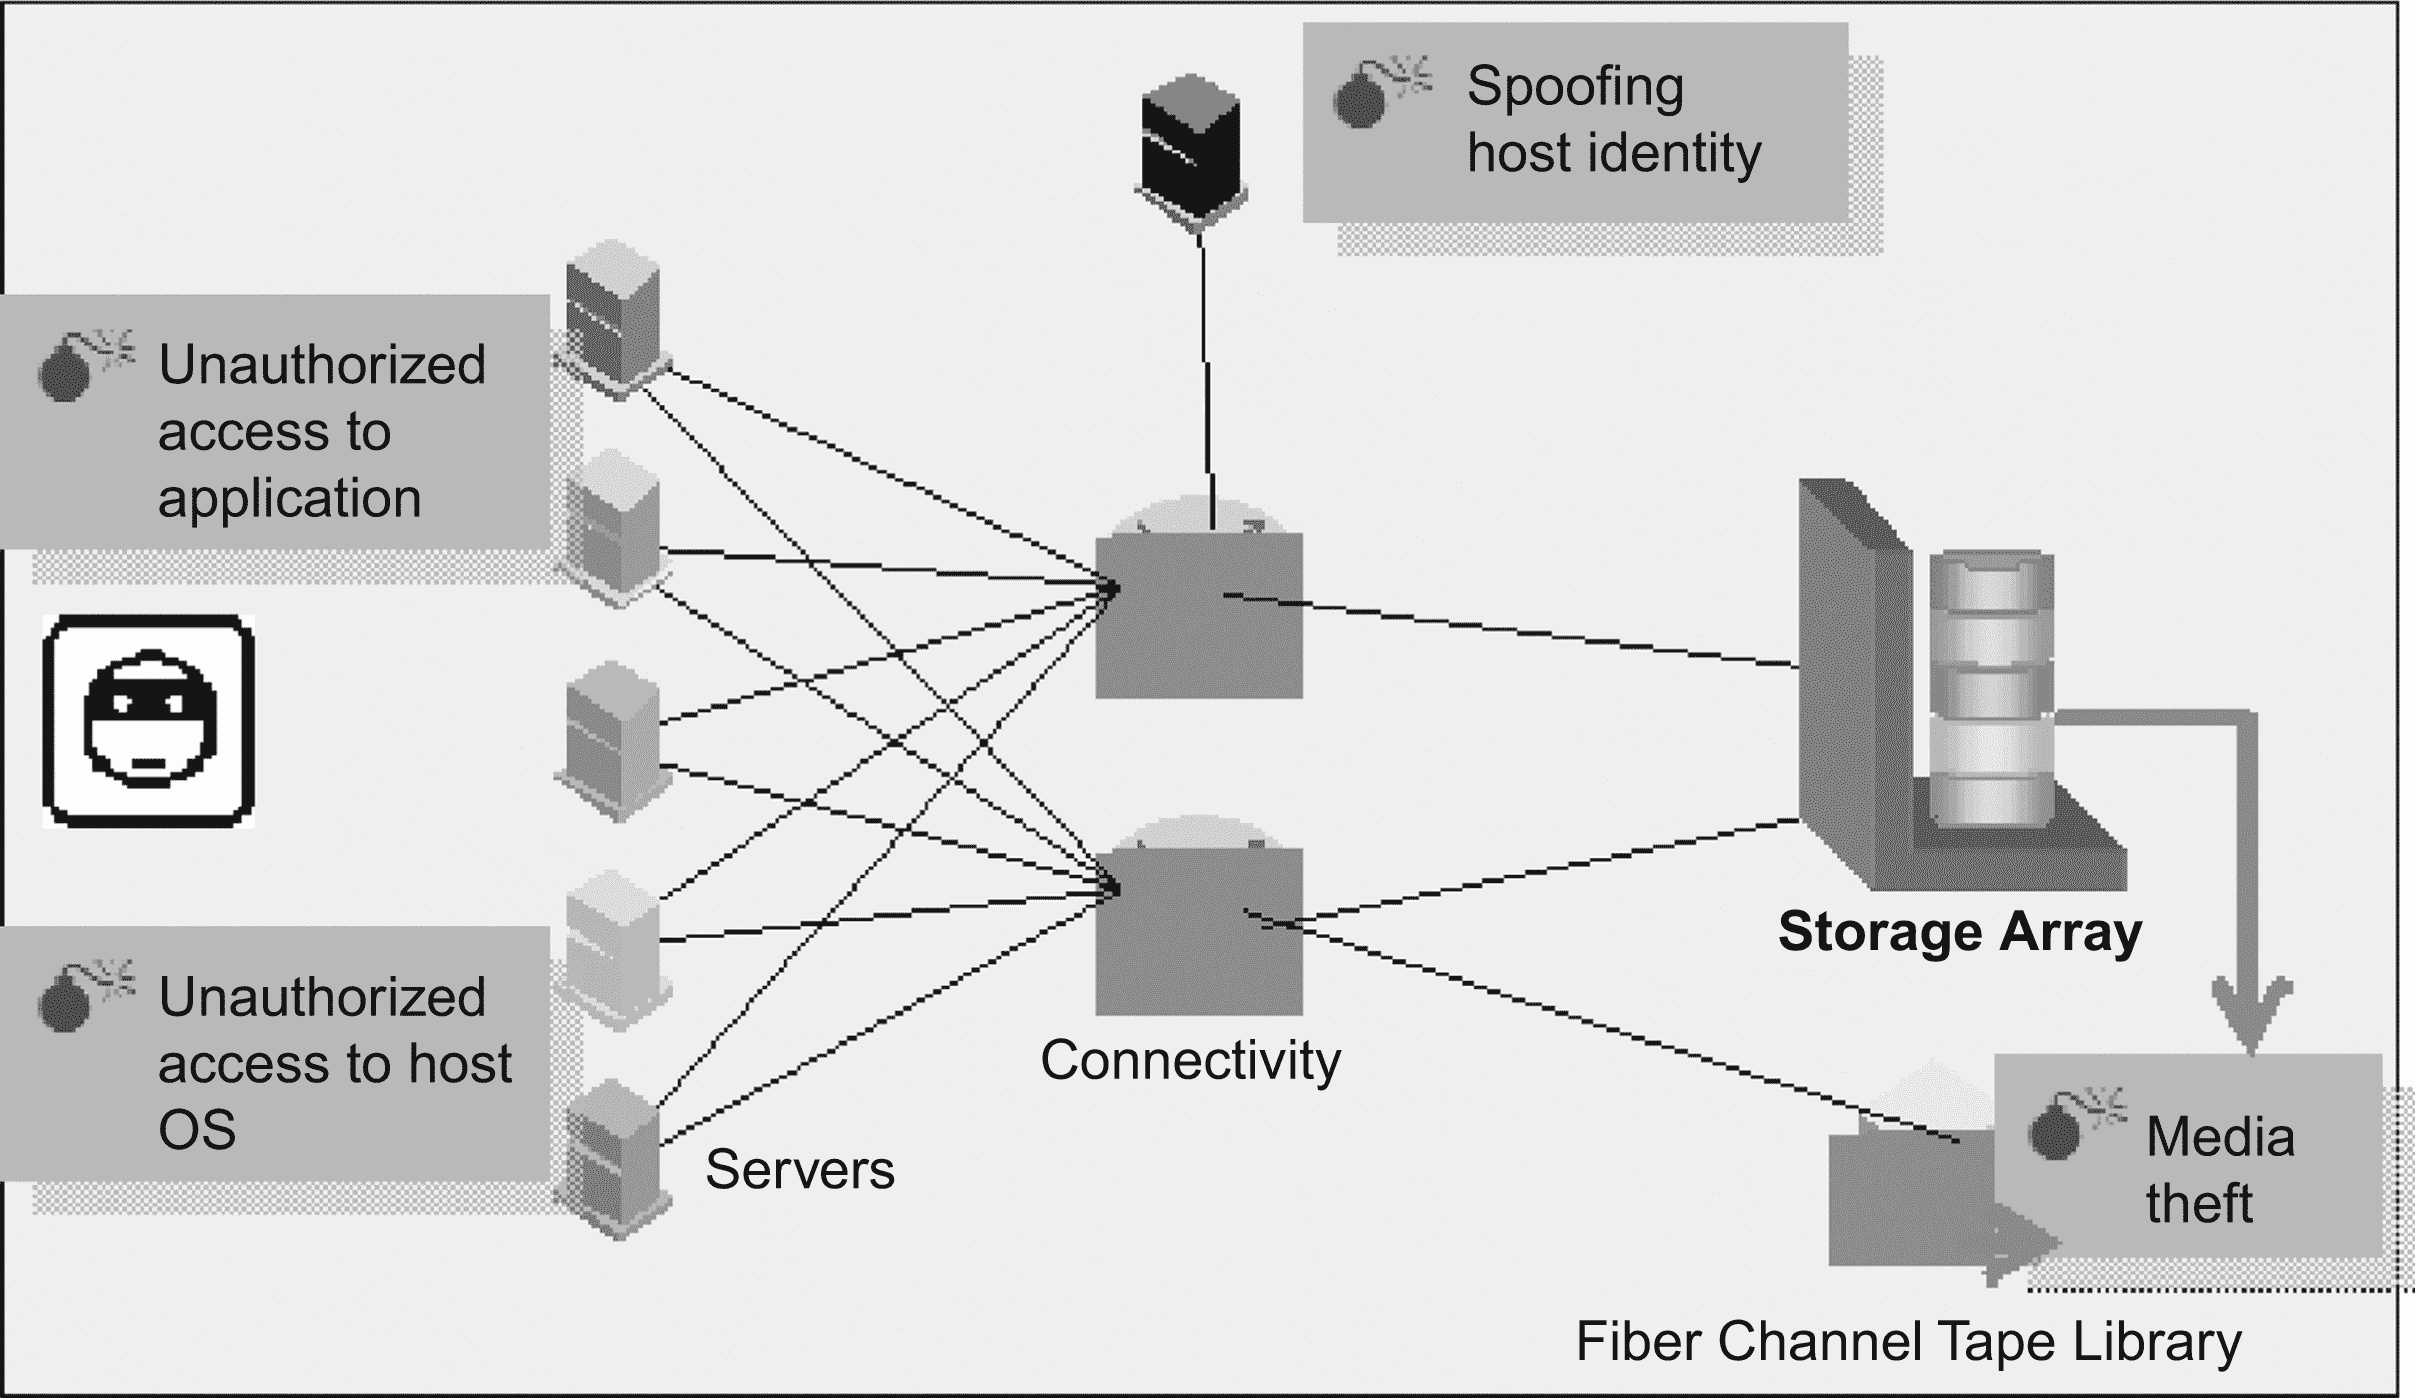 Spoofing
host identity
Unauthorized
access to
application
Unauthorized
access to host
OS
Servers
Connectivity
Storage Array
Media
theft
Fiber Channel Tape Library